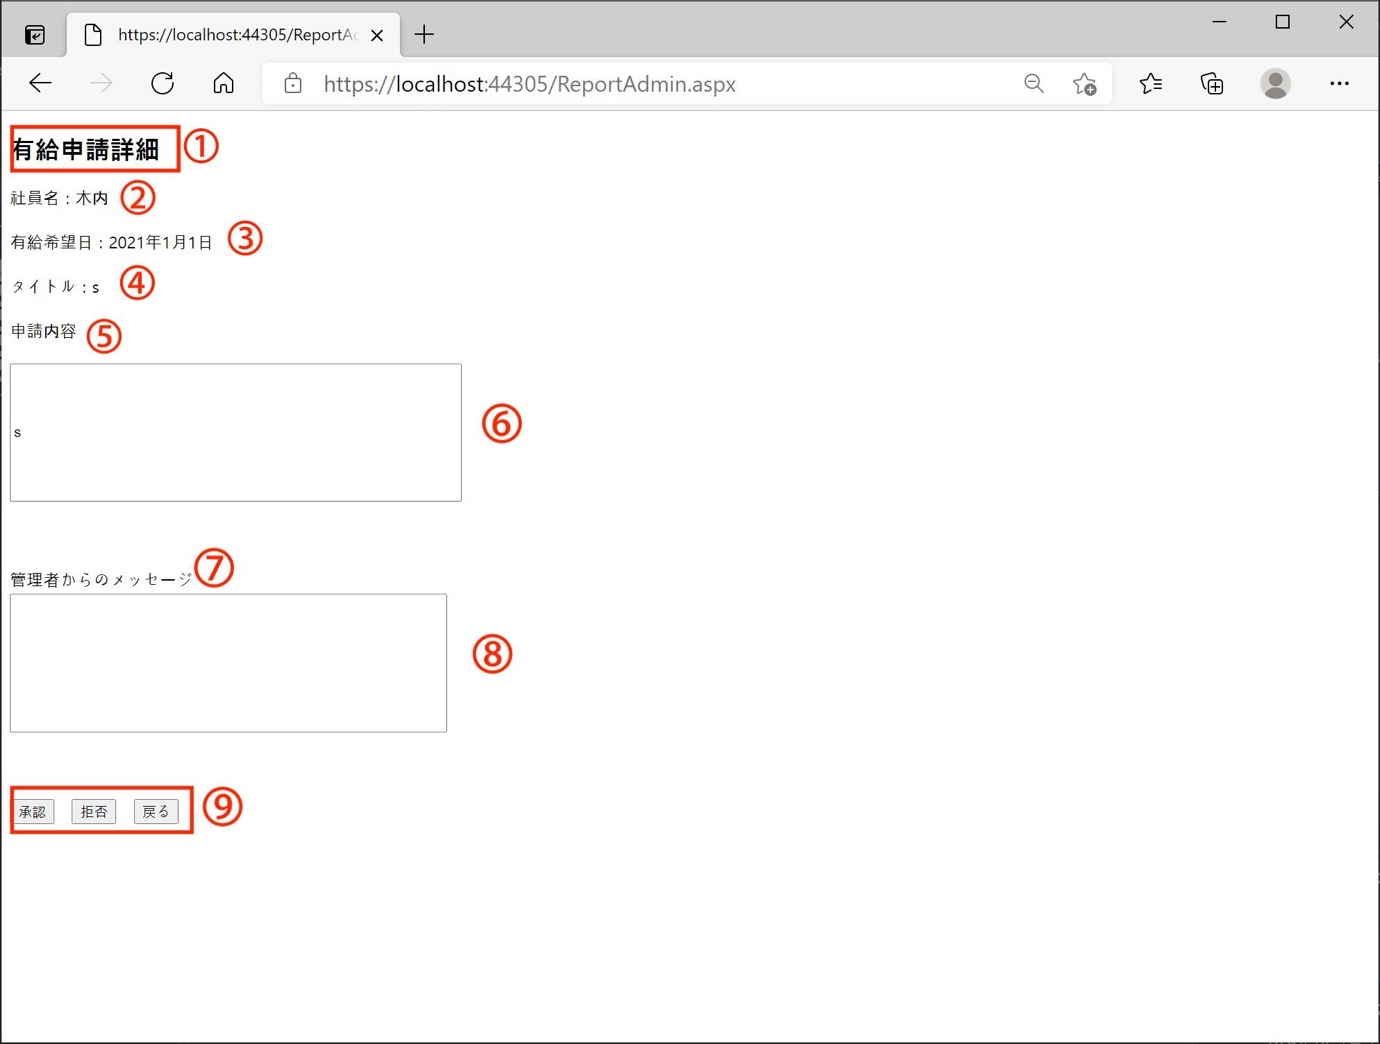 https://localhost:44305/ReportAd
https://localhost:44305/ReportAdmin.aspx
有給申請詳細 ①
社員名：木内 ②
有給希望日：2021年1月1日 ③
タイトル：s ④
申請内容 ⑤
s ⑥
管理者からのメッセージ ⑦
⑧
承認 拒否 戻る ⑨